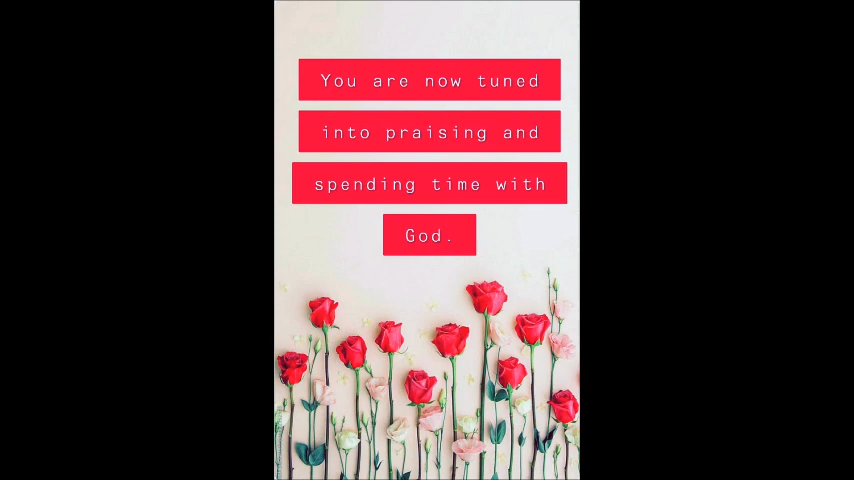 You are now tuned
into praising and
spending time with
God.